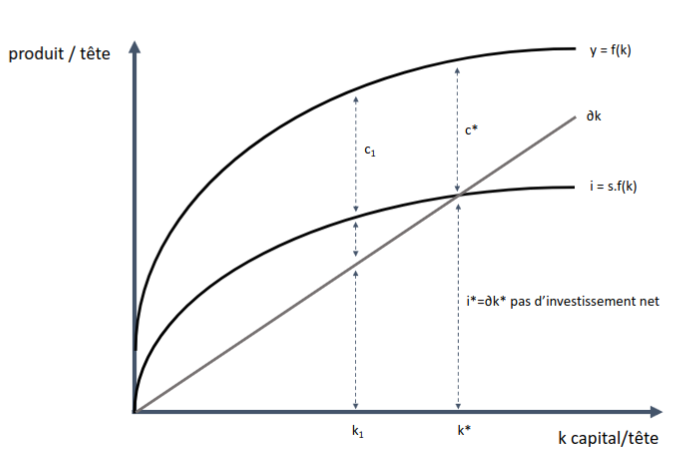 produit / tête
y = f(k)
∂k
c*
c₁
i = s.f(k)
i*=∂k* pas d'investissement net
k₁
k*
k capital/tête